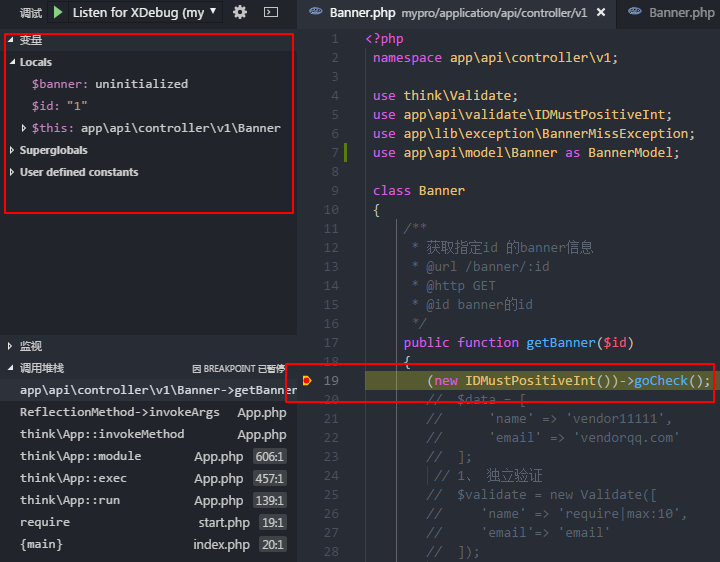 调试 Listen for XDebug (my
变量
Locals
$banner: uninitialized
$id: "1"
$this: app\api\controller\v1\Banner
Superglobals
User defined constants
监视
调用堆栈 因 BREAKPOINT 已暂停
app\api\controller\v1\Banner->getBanner
ReflectionMethod->invokeArgs App.php
think\App::invokeMethod App.php
think\App::module App.php 606:1
think\App::exec App.php 457:1
think\App::run App.php 139:1
require start.php 19:1
{main} index.php 20:1
Banner.php mypro/application/api/controller/v1 × Banner.php
1 <?php
2 namespace app\api\controller\v1;
3
4 use think\Validate;
5 use app\api\validate\IDMustPositiveInt;
6 use app\lib\exception\BannerMissException;
7 use app\api\model\Banner as BannerModel;
8
9 class Banner
10 {
11 /**
12 * 获取指定id 的banner信息
13 * @url /banner/:id
14 * @http GET
15 * @id banner的id
16 */
17 public function getBanner($id)
18 {
19 (new IDMustPositiveInt())->goCheck();
20 // $data = [
21 // 'name' => 'vendor11111',
22 // 'email' => 'vendorqq.com'
23 // ];
24 // 1、 独立验证
25 // $validate = new Validate([
26 // 'name' => 'require|max:10',
27 // 'email'=> 'email'
28 // ]);